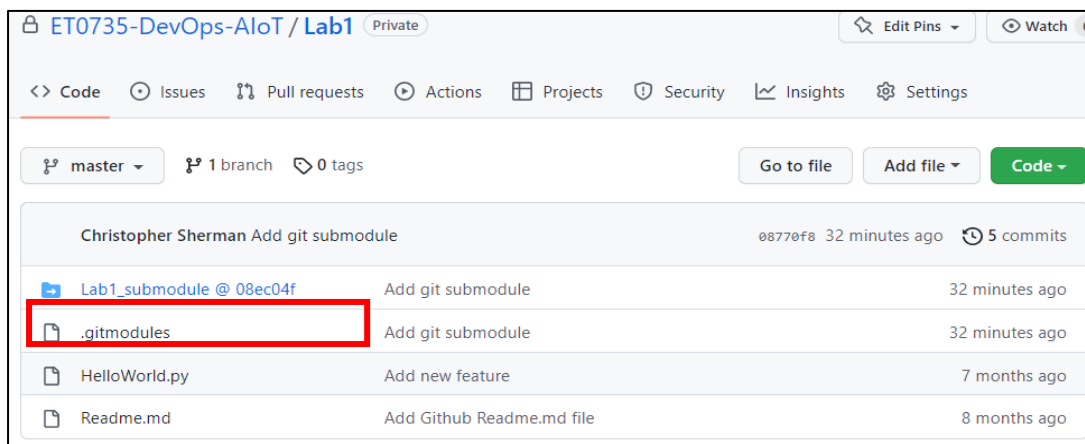 ET0735-DevOps-AIoT / Lab1 Private Edit Pins Watch
Code Issues Pull requests Actions Projects Security Insights Settings
master 1 branch 0 tags Go to file Add file Code
Christopher Sherman Add git submodule 08770f8 32 minutes ago 5 commits
Lab1_submodule @ 08ec04f Add git submodule 32 minutes ago
.gitmodules Add git submodule 32 minutes ago
HelloWorld.py Add new feature 7 months ago
Readme.md Add Github Readme.md file 8 months ago